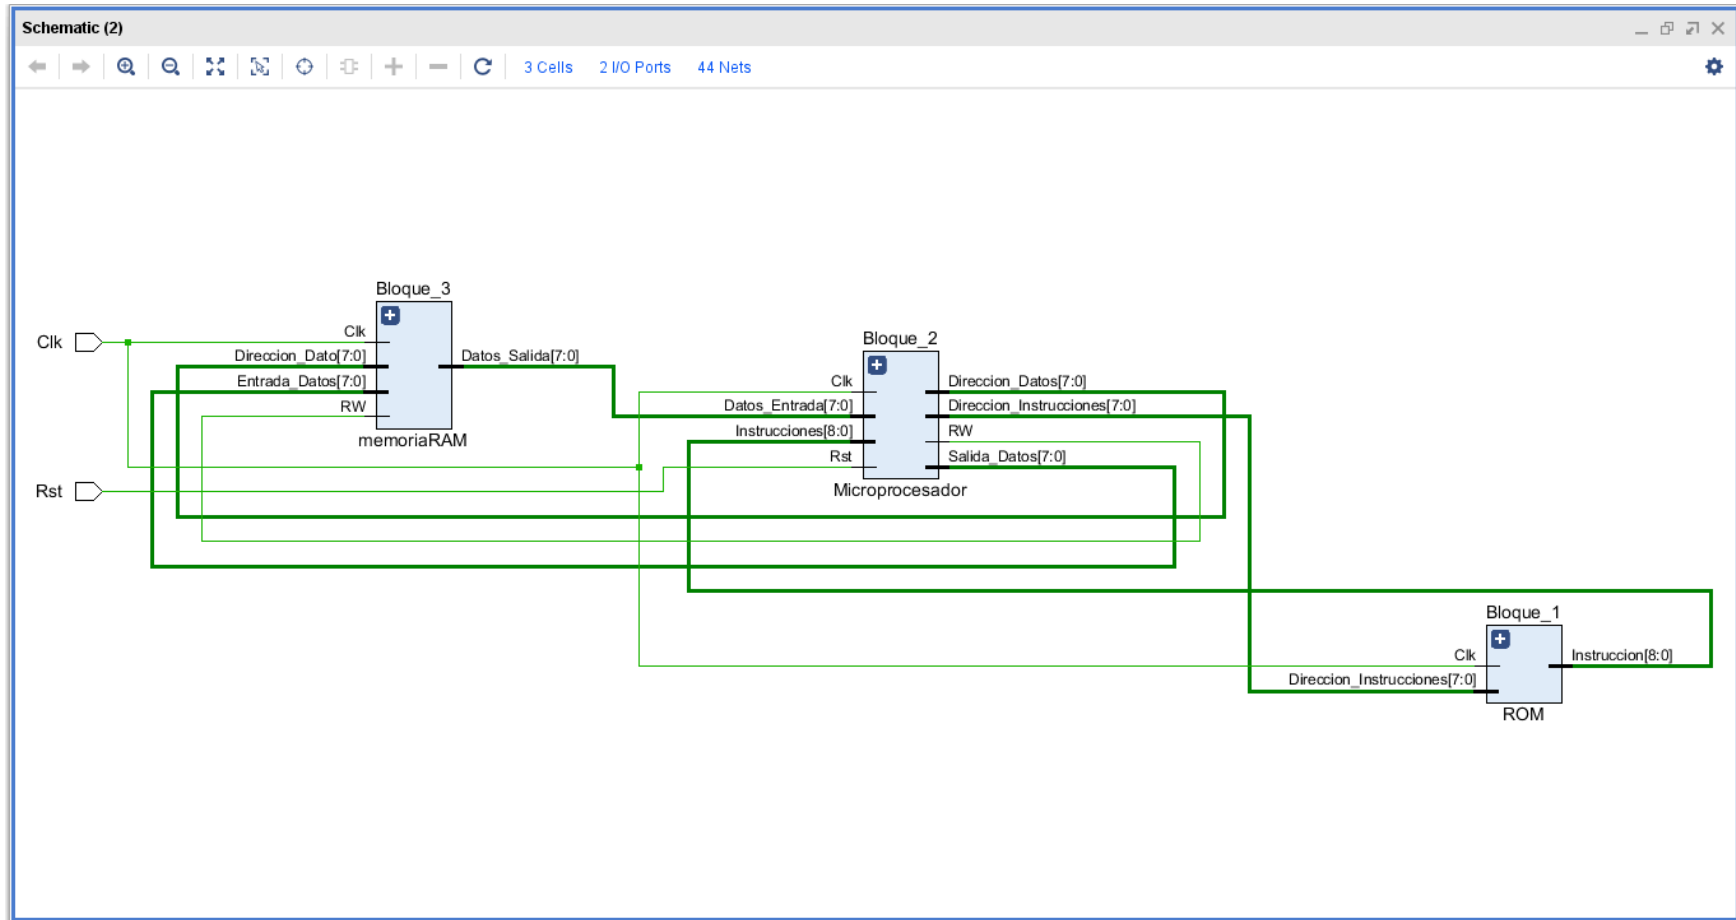 Schematic (2)
3 Cells 2 I/O Ports 44 Nets
Bloque_3
Clk
Clk
Direccion_Dato[7:0]
Entrada_Datos[7:0]
RW
Datos_Salida[7:0]
memoriaRAM
Rst
Bloque_2
Clk
Datos_Entrada[7:0]
Instrucciones[8:0]
Rst
Direccion_Datos[7:0]
Direccion_Instrucciones[7:0]
RW
Salida_Datos[7:0]
Microprocesador
Bloque_1
Clk
Direccion_Instrucciones[7:0]
Instruccion[8:0]
ROM